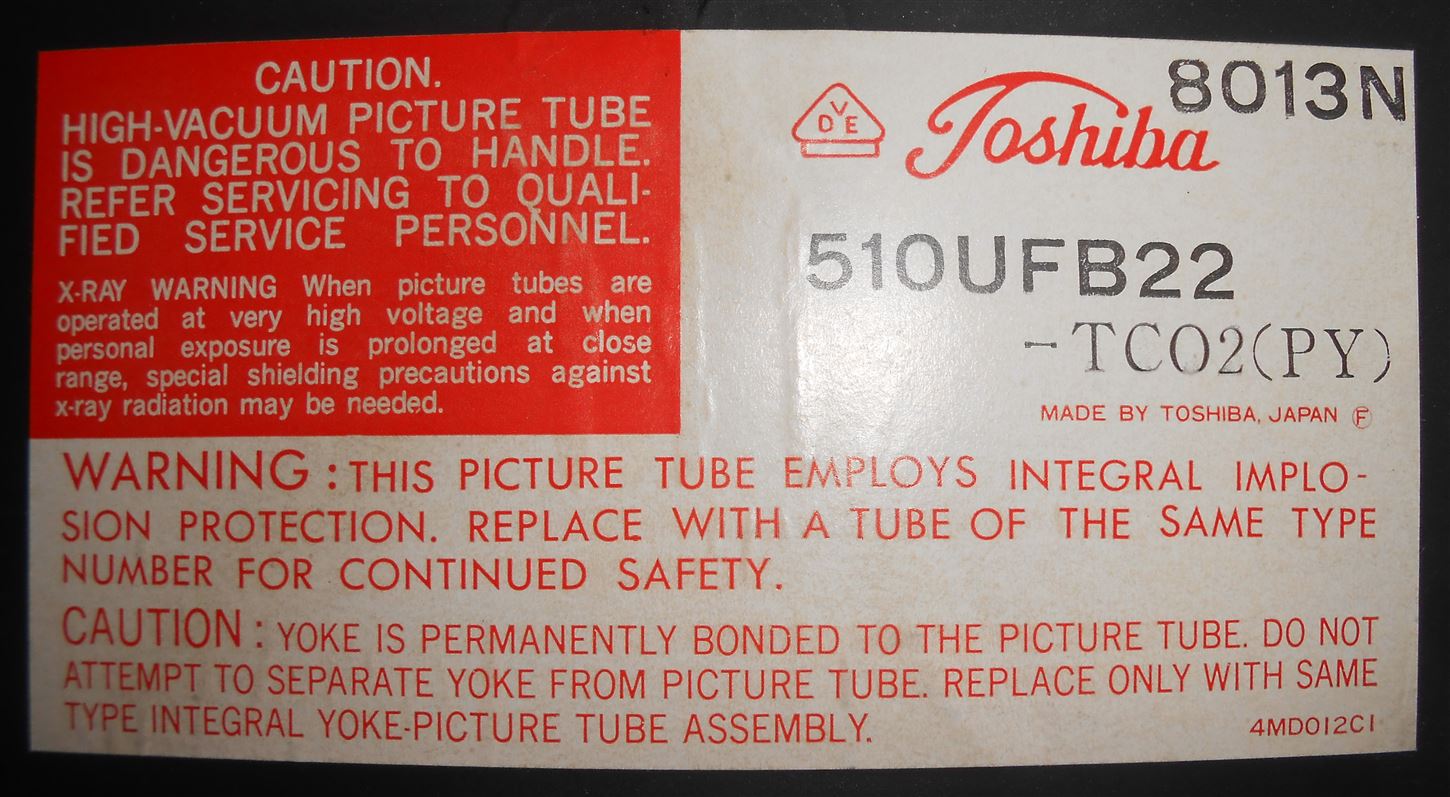 CAUTION.
HIGH-VACUUM PICTURE TUBE
IS DANGEROUS TO HANDLE.
REFER SERVICING TO QUALI-
FIED SERVICE PERSONNEL.
X-RAY WARNING When picture tubes are
operated at very high voltage and when
personal exposure is prolonged at close
range, special shielding precautions against
x-ray radiation may be needed.
VDE
Toshiba
8013N
510UFB22
-TC02(PY)
MADE BY TOSHIBA, JAPAN Ⓕ
WARNING : THIS PICTURE TUBE EMPLOYS INTEGRAL IMPLO-
SION PROTECTION. REPLACE WITH A TUBE OF THE SAME TYPE
NUMBER FOR CONTINUED SAFETY.
CAUTION : YOKE IS PERMANENTLY BONDED TO THE PICTURE TUBE. DO NOT
ATTEMPT TO SEPARATE YOKE FROM PICTURE TUBE. REPLACE ONLY WITH SAME
TYPE INTEGRAL YOKE-PICTURE TUBE ASSEMBLY.
4MD012C1